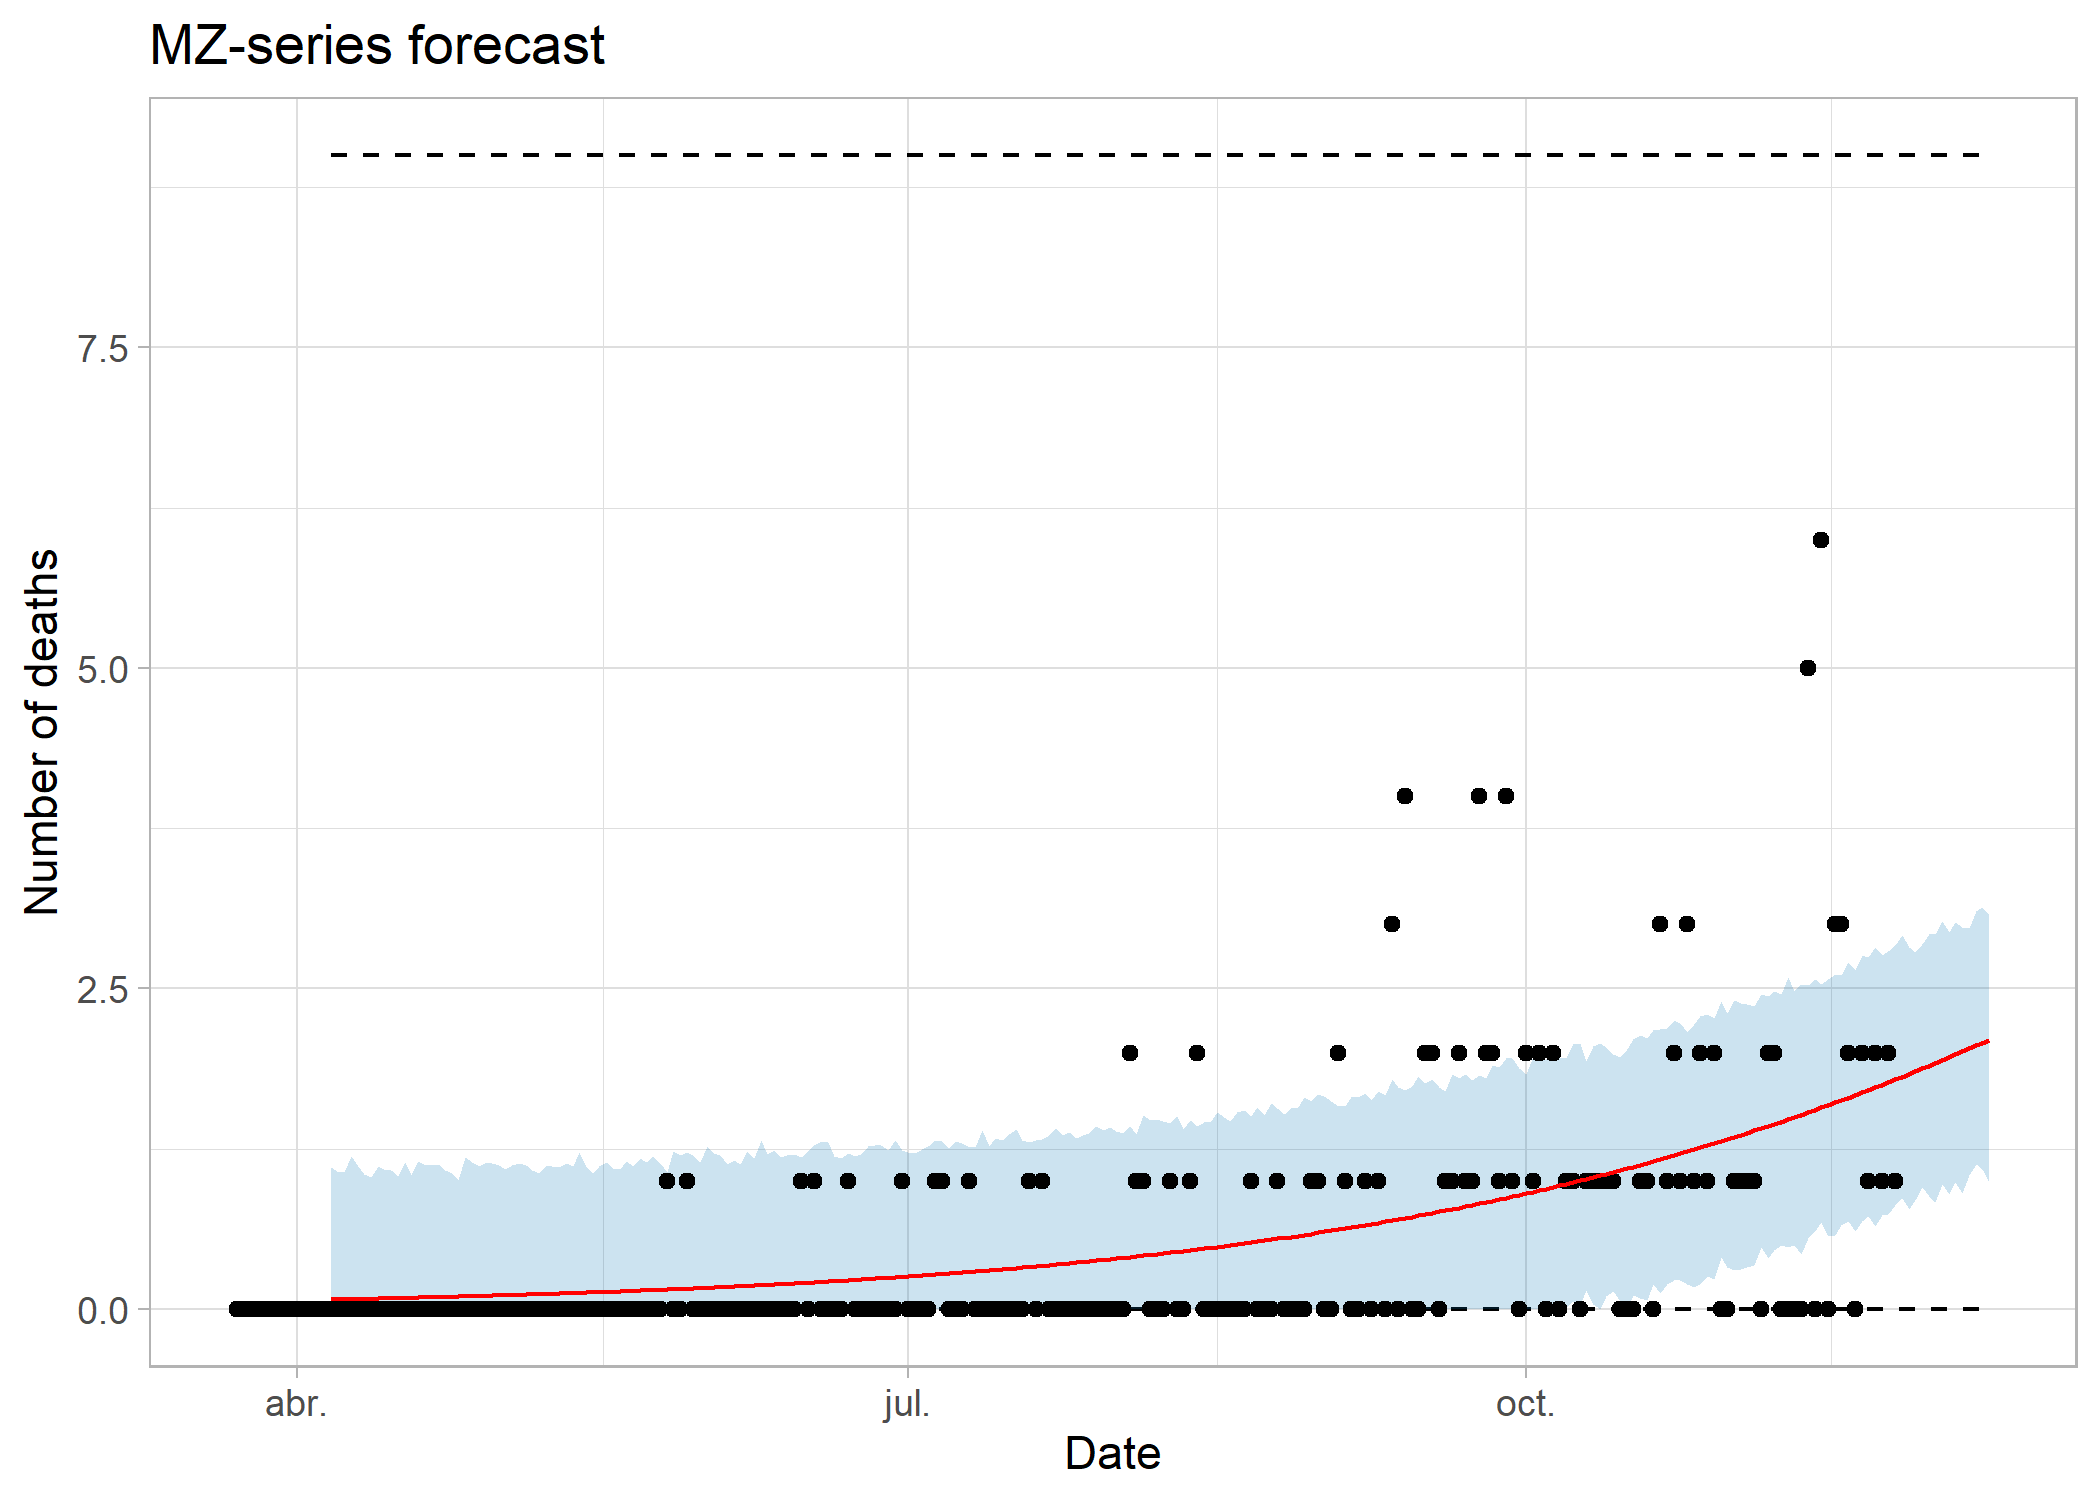 MZ-series forecast
Number of deaths
7.5
5.0
2.5
0.0
abr.
jul.
oct.
Date